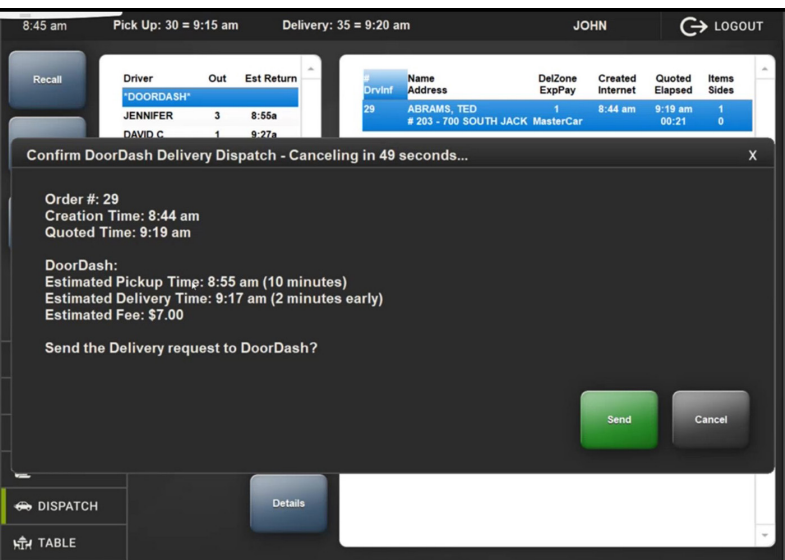 8:45 am Pick Up: 30 = 9:15 am Delivery: 35 = 9:20 am JOHN LOGOUT
Recall
Driver Out Est Return
*DOORDASH*
JENNIFER 3 8:55a
DAVID C 1 9:27a
# Name DelZone Created Quoted Items
DrvInf Address ExpPay Internet Elapsed Sides
29 ABRAMS, TED 1 8:44 am 9:19 am 1
# 203 - 700 SOUTH JACK MasterCar 00:21 0
Confirm DoorDash Delivery Dispatch - Canceling in 49 seconds... X
Order #: 29
Creation Time: 8:44 am
Quoted Time: 9:19 am
DoorDash:
Estimated Pickup Time: 8:55 am (10 minutes)
Estimated Delivery Time: 9:17 am (2 minutes early)
Estimated Fee: $7.00
Send the Delivery request to DoorDash?
Send Cancel
DISPATCH
Details
TABLE